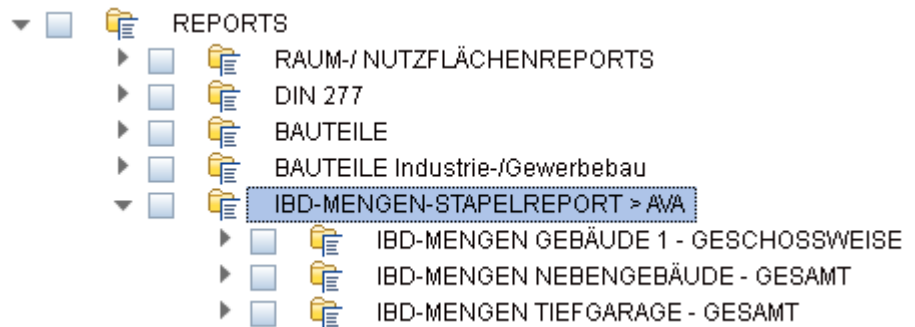 REPORTS
RAUM-/ NUTZFLÄCHENREPORTS
DIN 277
BAUTEILE
BAUTEILE Industrie-/Gewerbebau
IBD-MENGEN-STAPELREPORT > AVA
IBD-MENGEN GEBÄUDE 1 - GESCHOSSWEISE
IBD-MENGEN NEBENGEBÄUDE - GESAMT
IBD-MENGEN TIEFGARAGE - GESAMT